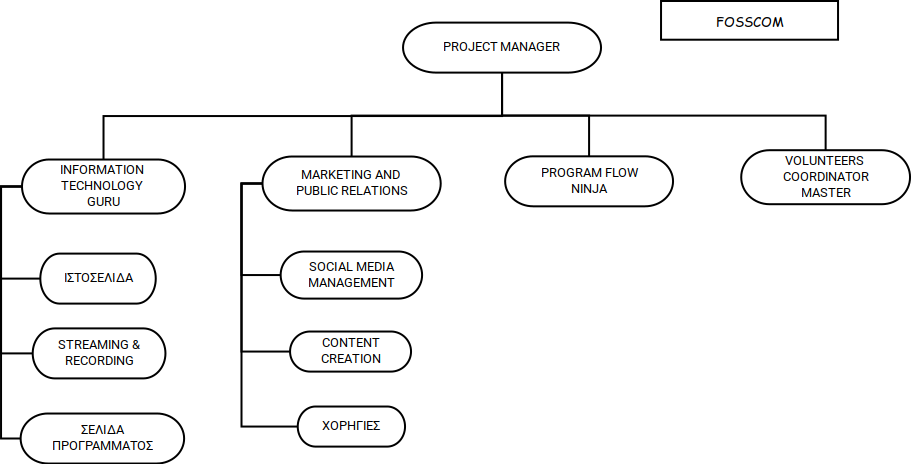 FOSSCOM
PROJECT MANAGER
INFORMATION
TECHNOLOGY
GURU
MARKETING AND
PUBLIC RELATIONS
PROGRAM FLOW
NINJA
VOLUNTEERS
COORDINATOR
MASTER
ΙΣΤΟΣΕΛΙΔΑ
STREAMING &
RECORDING
ΣΕΛΙΔΑ
ΠΡΟΓΡΑΜΜΑΤΟΣ
SOCIAL MEDIA
MANAGEMENT
CONTENT
CREATION
ΧΟΡΗΓΙΕΣ